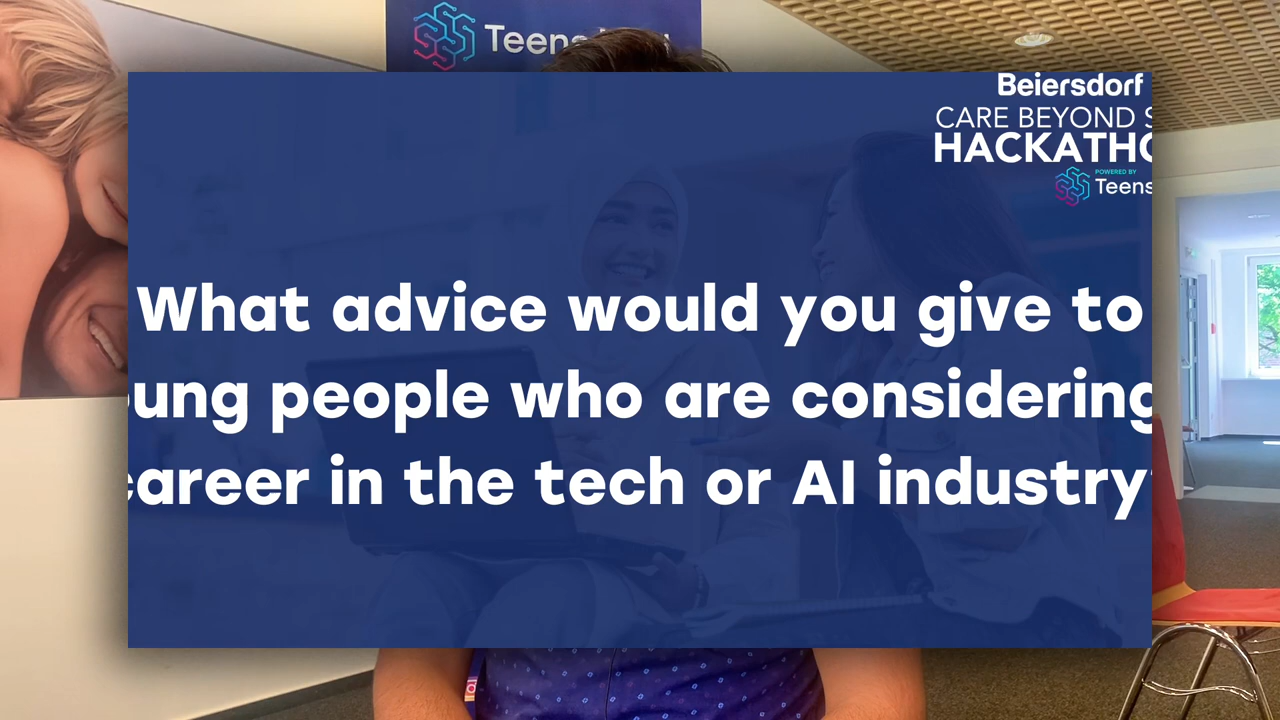 Teens
Beiersdorf
CARE BEYOND S
HACKATHO
POWERED BY
Teens
What advice would you give to
ung people who are considering
career in the tech or AI industry